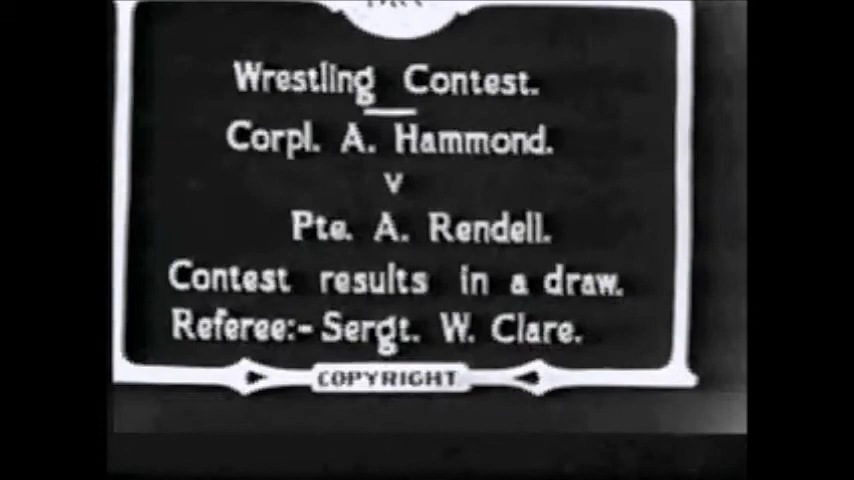 Wrestling Contest.
Corpl. A. Hammond.
v
Pte. A. Rendell.
Contest results in a draw.
Referee:- Sergt. W. Clare.
COPYRIGHT